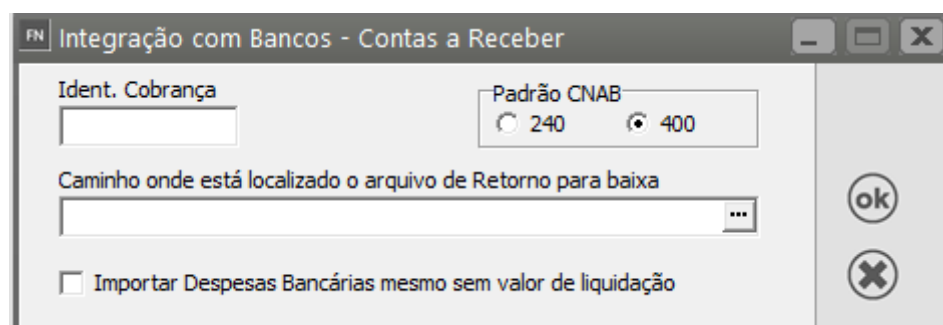 FN Integração com Bancos - Contas a Receber
Ident. Cobrança
Padrão CNAB
240 400
Caminho onde está localizado o arquivo de Retorno para baixa
...
ok
Importar Despesas Bancárias mesmo sem valor de liquidação